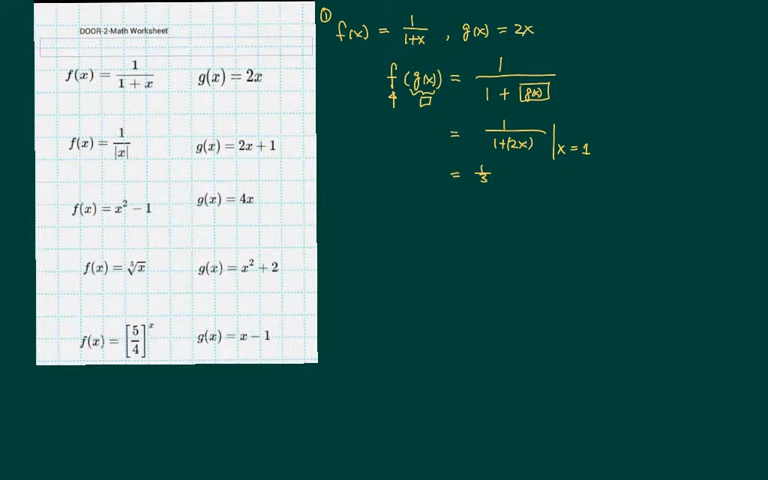 DOOR-2-Math Worksheet
f(x) = 1/(1 + x) g(x) = 2x
f(x) = 1/|x| g(x) = 2x + 1
f(x) = x² − 1 g(x) = 4x
f(x) = ∛x g(x) = x² + 2
f(x) = [5/4]^x g(x) = x − 1
① f(x) = 1/(1+x) , g(x) = 2x
f(g(x)) = 1/(1 + g(x))
= 1/(1+(2x)) | x = 1
= 1/3